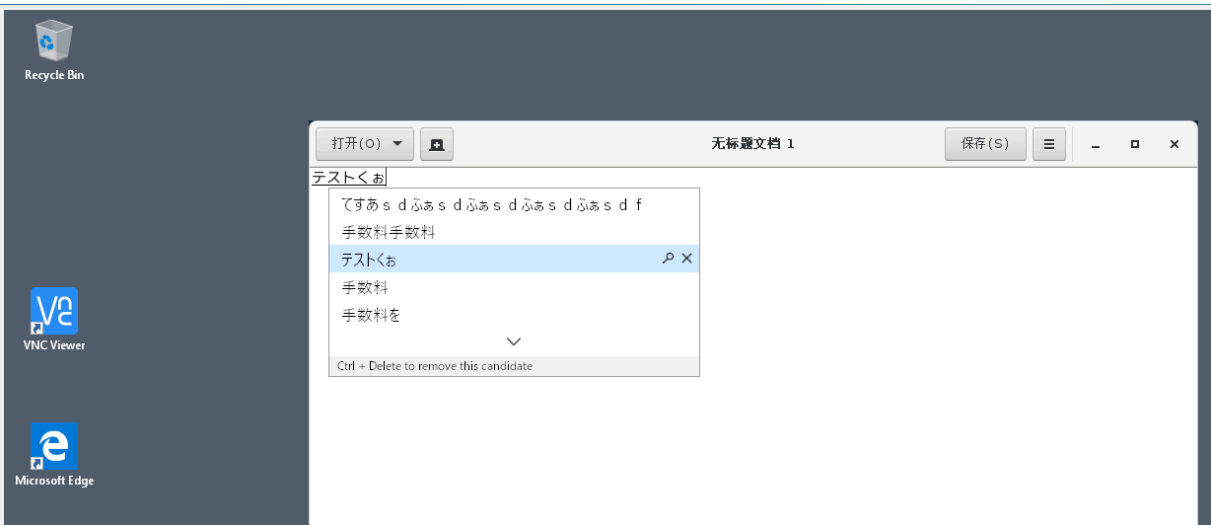 Recycle Bin
打开(O)
无标题文档 1
保存(S)
テストくぉ
てすあｓｄふぁｓｄふぁｓｄふぁｓｄふぁｓｄｆ
手数料手数料
テストくぉ
手数料
手数料を
Ctrl + Delete to remove this candidate
VNC Viewer
Microsoft Edge